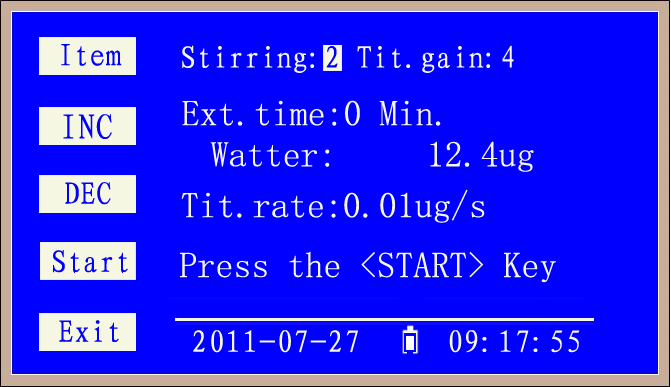 Item
Stirring:2 Tit.gain:4
INC
Ext.time:0 Min.
Watter: 12.4ug
DEC
Tit.rate:0.01ug/s
Start
Press the <START> Key
Exit
2011-07-27 09:17:55